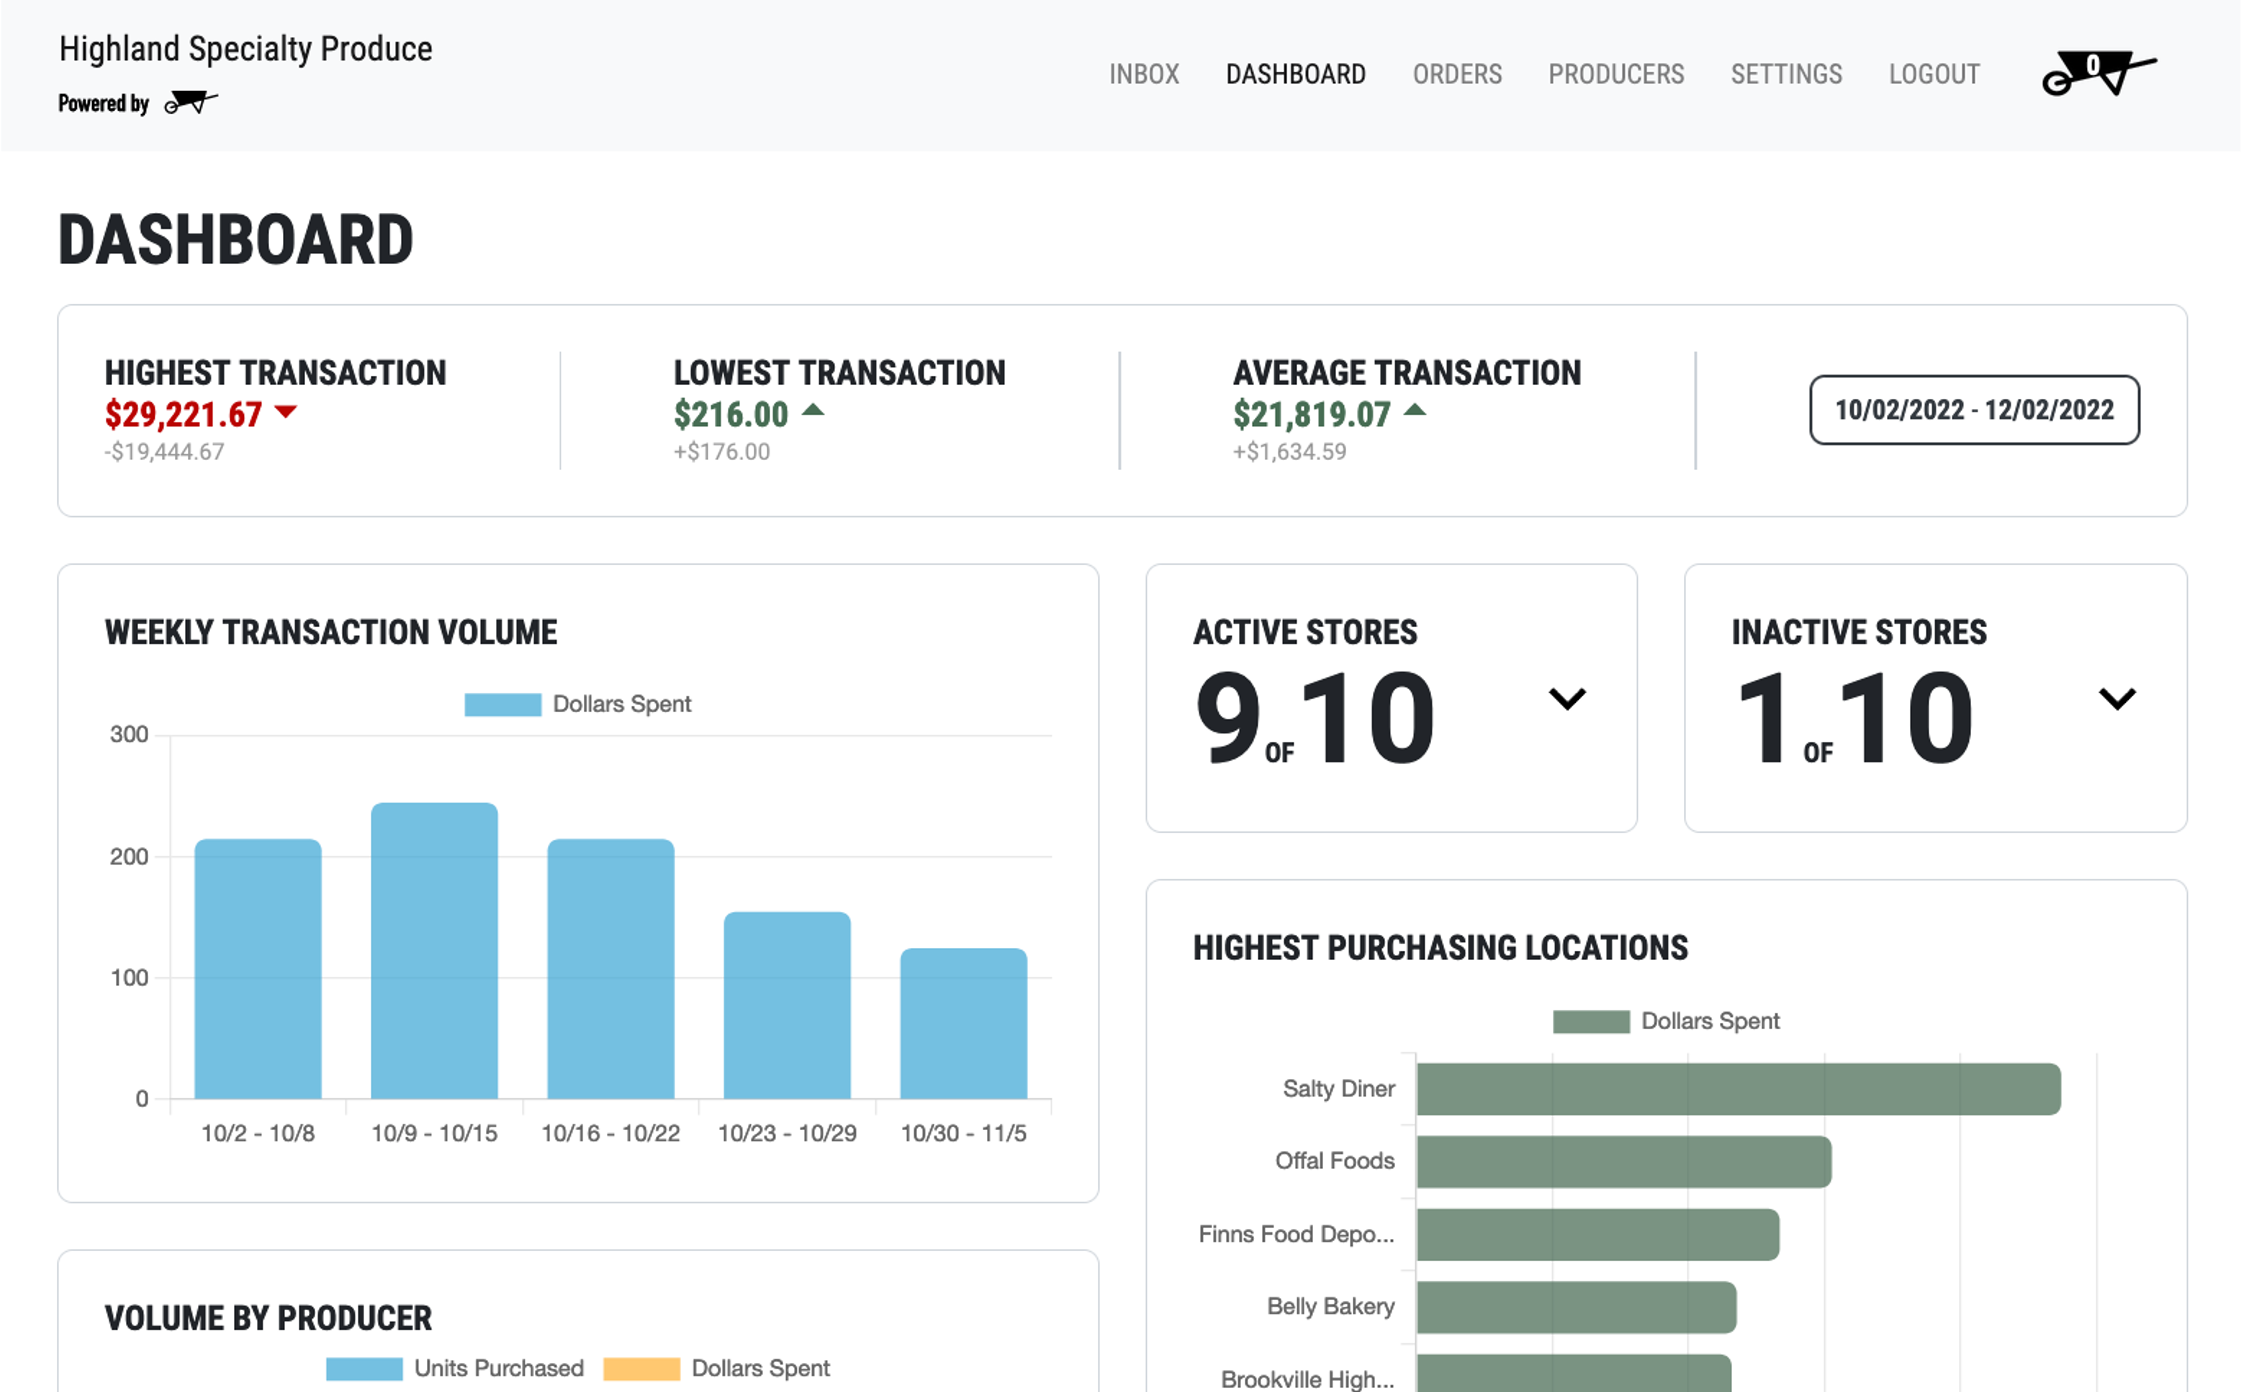 Highland Specialty Produce
Powered by
INBOX DASHBOARD ORDERS PRODUCERS SETTINGS LOGOUT 0
DASHBOARD
HIGHEST TRANSACTION
$29,221.67
-$19,444.67
LOWEST TRANSACTION
$216.00
+$176.00
AVERAGE TRANSACTION
$21,819.07
+$1,634.59
10/02/2022 - 12/02/2022
WEEKLY TRANSACTION VOLUME
Dollars Spent
300
200
100
0
10/2 - 10/8 10/9 - 10/15 10/16 - 10/22 10/23 - 10/29 10/30 - 11/5
ACTIVE STORES
9 OF 10
INACTIVE STORES
1 OF 10
HIGHEST PURCHASING LOCATIONS
Dollars Spent
Salty Diner
Offal Foods
Finns Food Depo...
Belly Bakery
Brookville High...
VOLUME BY PRODUCER
Units Purchased Dollars Spent